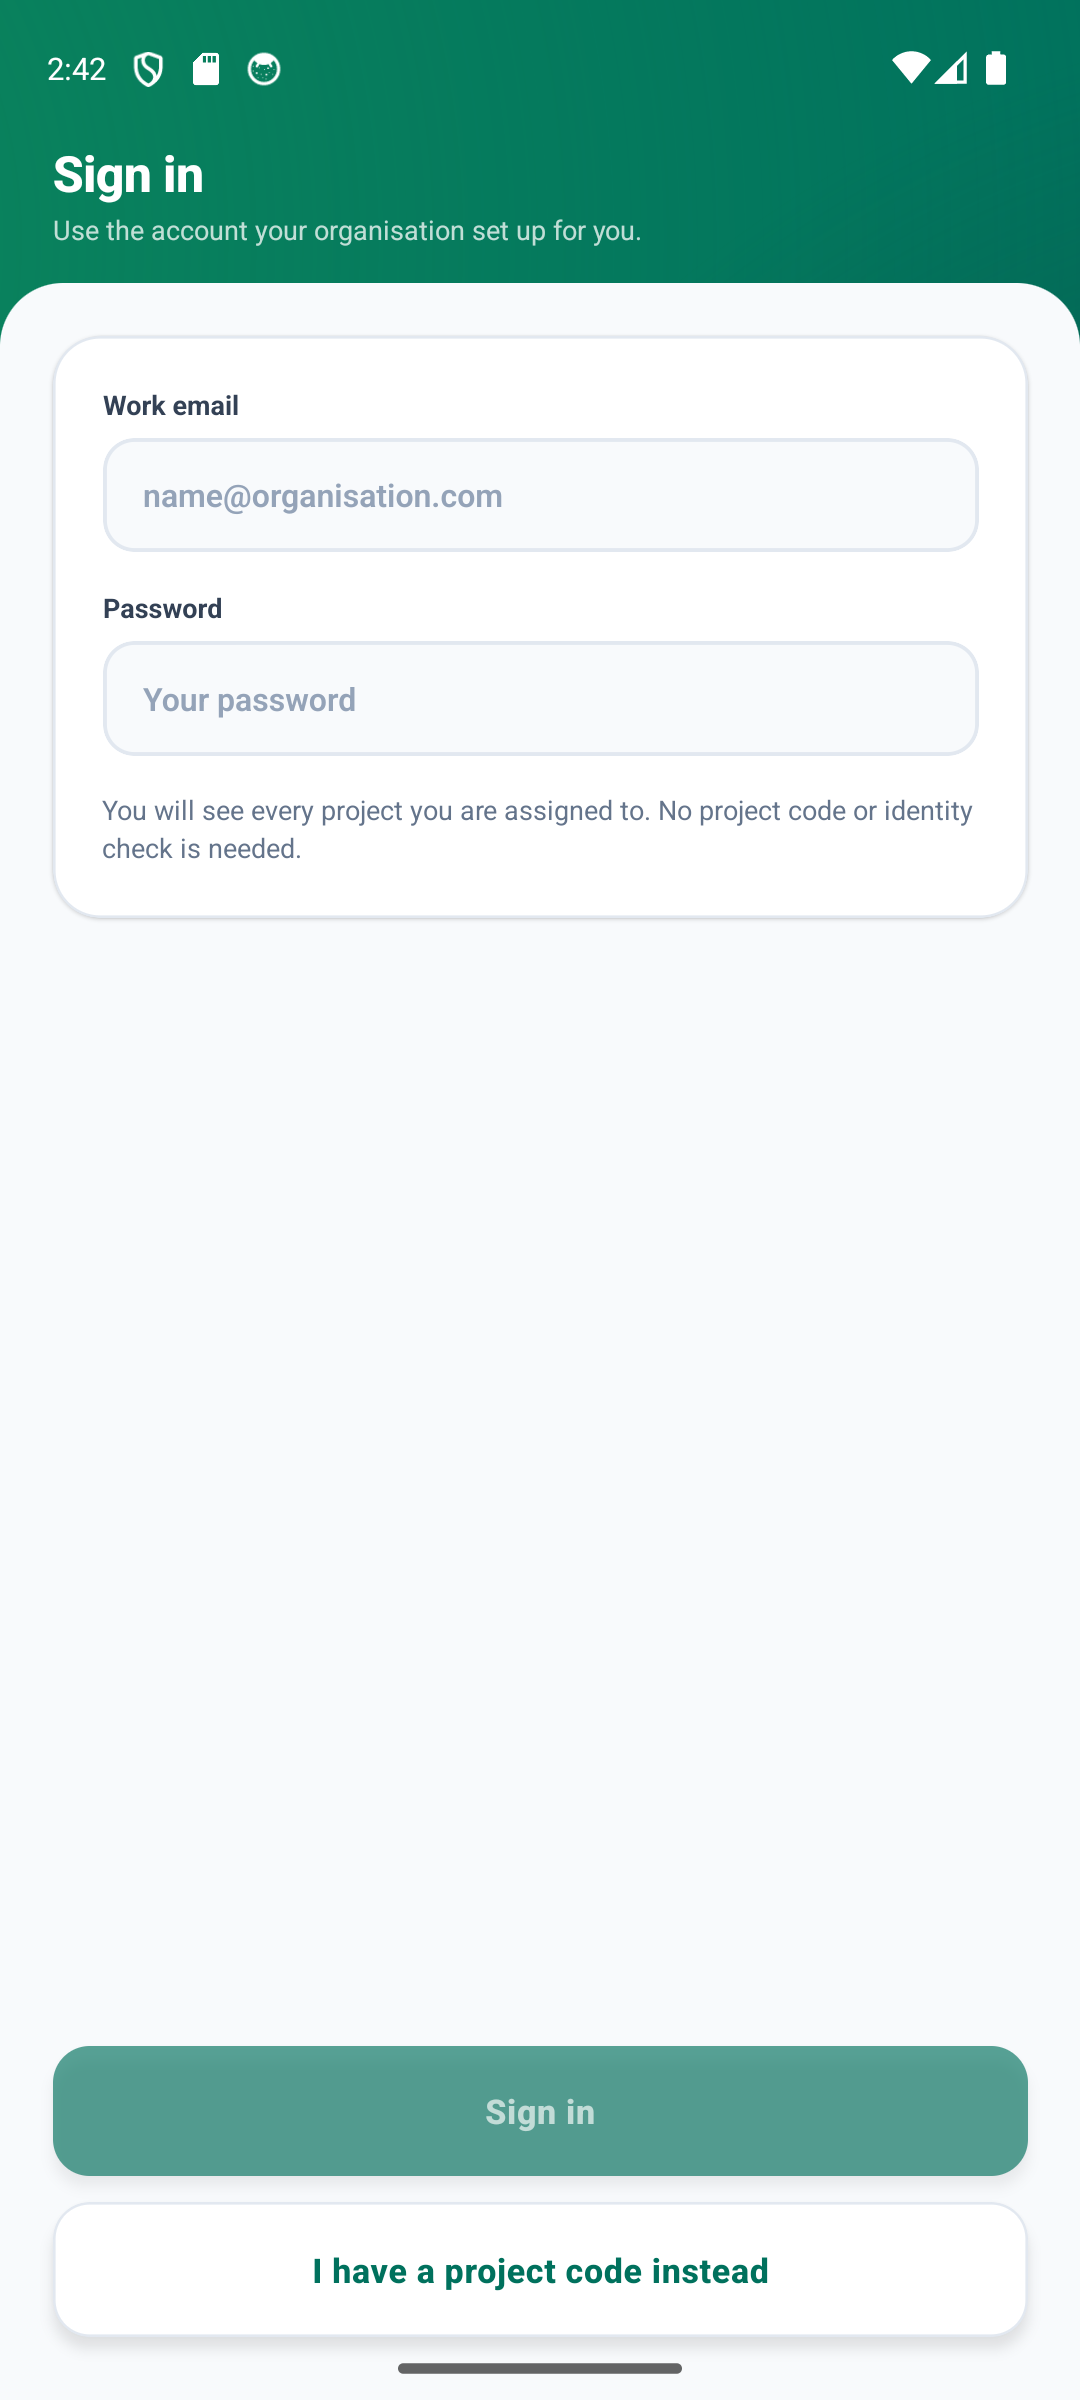 2:42
Sign in
Use the account your organisation set up for you.
Work email
name@organisation.com
Password
Your password
You will see every project you are assigned to. No project code or identity
check is needed.
Sign in
I have a project code instead